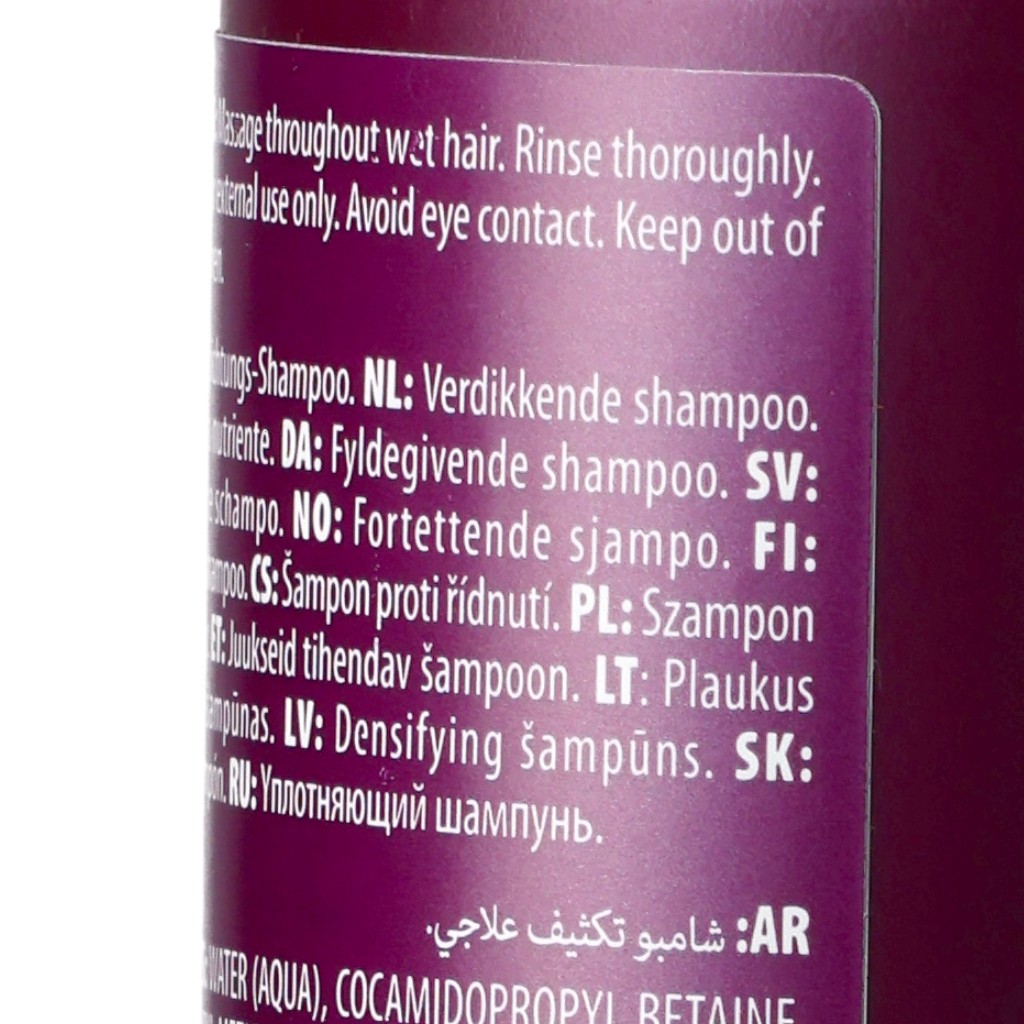 Massage throughout wet hair. Rinse thoroughly.
external use only. Avoid eye contact. Keep out of
Shampoo. NL: Verdikkende shampoo.
DA: Fyldegivende shampoo. SV:
schampo. NO: Fortettende sjampo. FI:
CS: Šampon proti řídnutí. PL: Szampon
ET: Juukseid tihendav šampoon. LT: Plaukus
LV: Densifying šampūns. SK:
RU: Уплотняющий шампунь.
AR: شامبو تكثيف علاجي.
WATER (AQUA), COCAMIDOPROPYL BETAINE